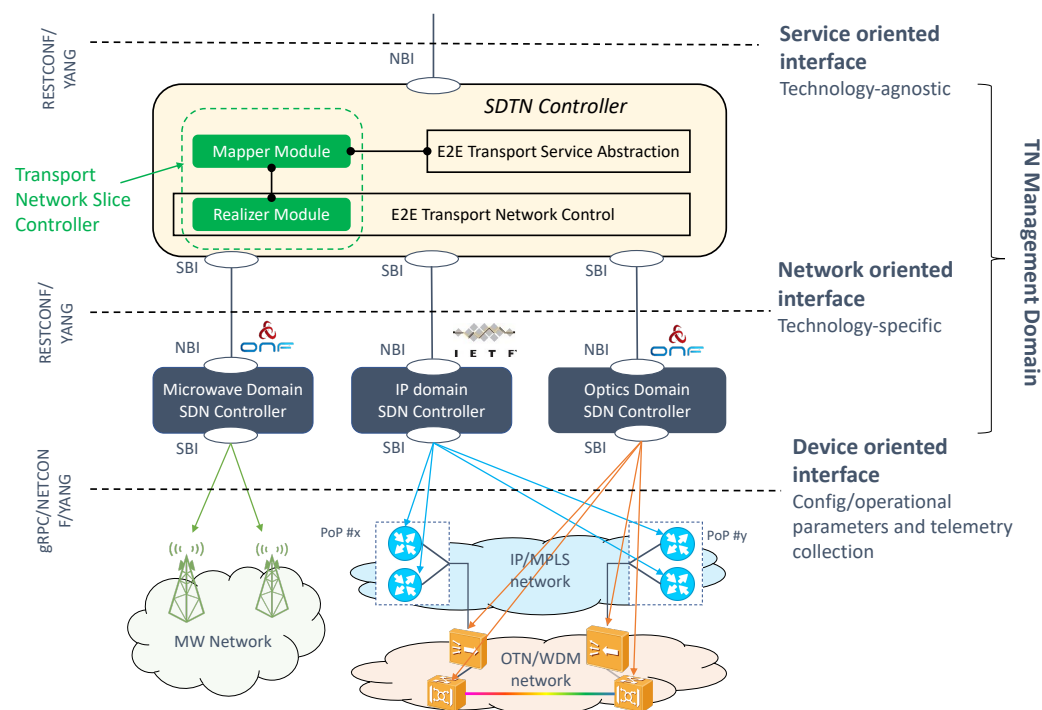 RESTCONF/
YANG
NBI
Service oriented
interface
Technology-agnostic
SDTN Controller
Mapper Module
E2E Transport Service Abstraction
Transport
Network Slice
Controller
Realizer Module
E2E Transport Network Control
TN Management Domain
SBI
SBI
SBI
RESTCONF/
YANG
Network oriented
interface
Technology-specific
NBI
ONF
NBI
IETF
NBI
ONF
Microwave Domain
SDN Controller
IP domain
SDN Controller
Optics Domain
SDN Controller
SBI
SBI
SBI
gRPC/NETCON
F/YANG
Device oriented
interface
Config/operational
parameters and telemetry
collection
PoP #x
PoP #y
IP/MPLS
network
MW Network
OTN/WDM
network